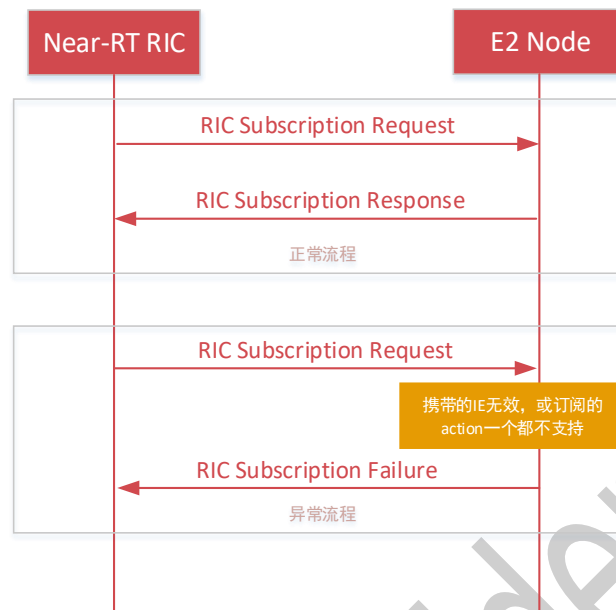 Near-RT RIC
E2 Node
RIC Subscription Request
RIC Subscription Response
正常流程
RIC Subscription Request
携带的IE无效，或订阅的
action一个都不支持
RIC Subscription Failure
异常流程